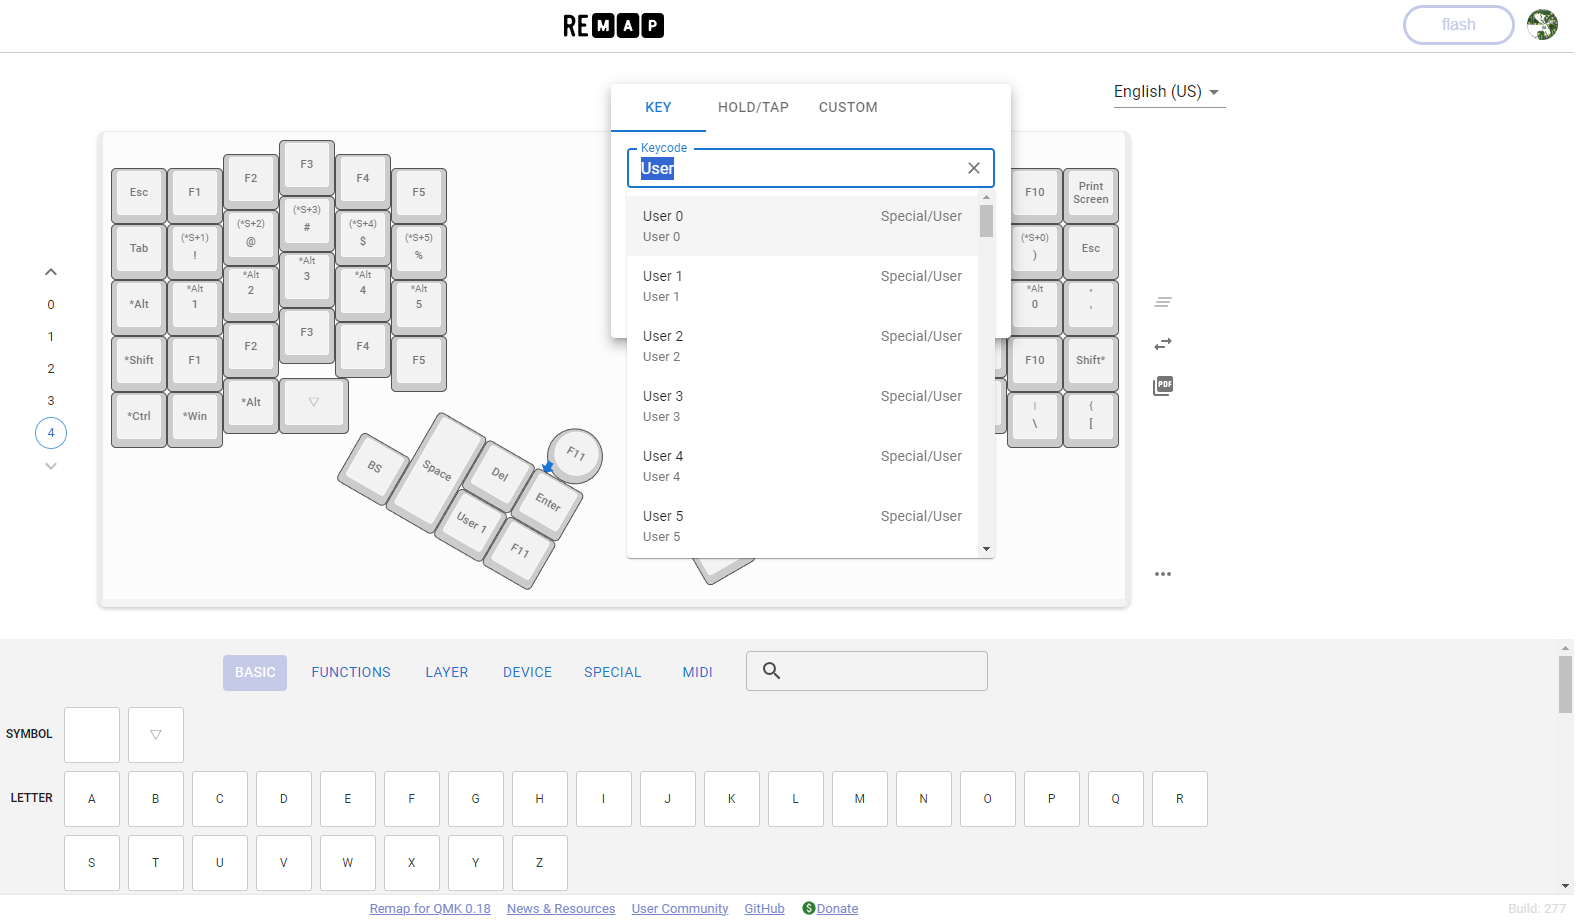 REMAP
flash
English (US)
KEY HOLD/TAP CUSTOM
Keycode
User
User 0 Special/User
User 0
User 1 Special/User
User 1
User 2 Special/User
User 2
User 3 Special/User
User 3
User 4 Special/User
User 4
User 5 Special/User
User 5
0
1
2
3
4
Esc F1 F2 F3 F4 F5
Tab (*S+1) ! (*S+2) @ (*S+3) # (*S+4) $ (*S+5) %
*Alt *Alt 1 *Alt 2 *Alt 3 *Alt 4 *Alt 5
*Shift F1 F2 F3 F4 F5
*Ctrl *Win *Alt ▽
BS Space Del Enter F11
User 1 F11
F10 Print Screen
(*S+0) ) Esc
*Alt 0 " '
F10 Shift*
| \ { [
PDF
BASIC FUNCTIONS LAYER DEVICE SPECIAL MIDI
SYMBOL ▽
LETTER A B C D E F G H I J K L M N O P Q R
S T U V W X Y Z
Remap for QMK 0.18 News & Resources User Community GitHub $ Donate
Build: 277